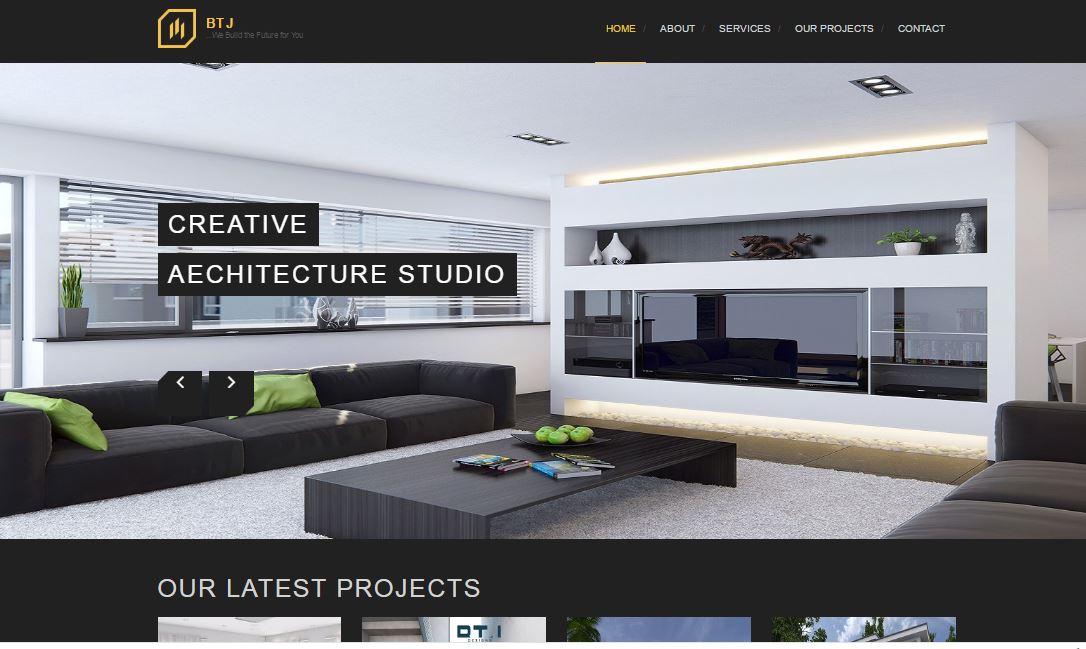 BTJ
...We Build the Future for You
HOME / ABOUT / SERVICES / OUR PROJECTS / CONTACT
CREATIVE
AECHITECTURE STUDIO
OUR LATEST PROJECTS